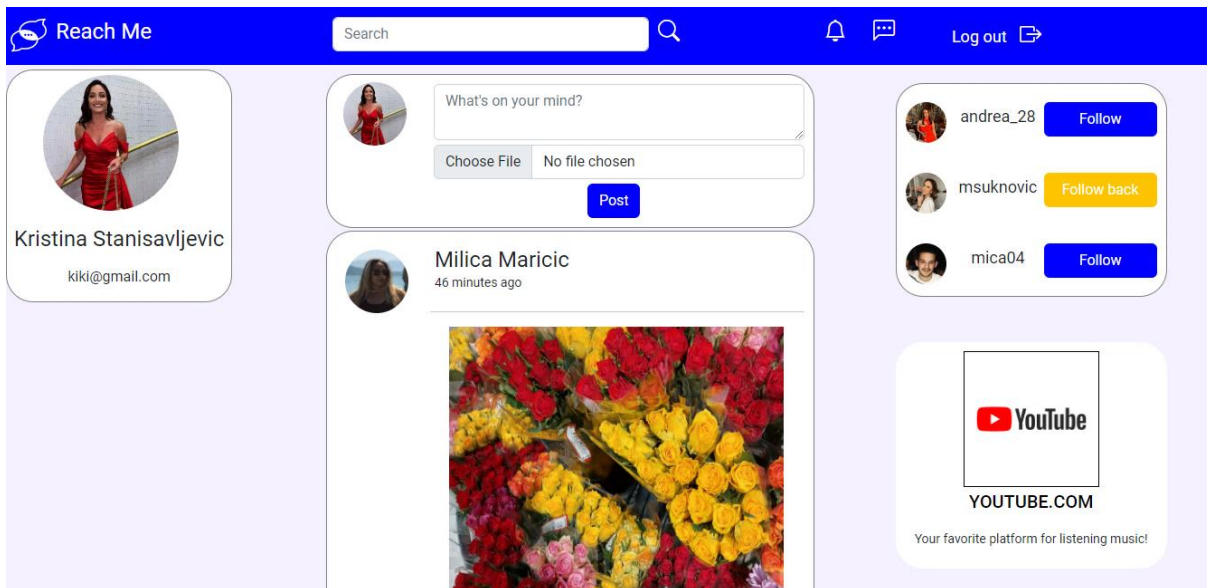 Reach Me
Search
Log out
Kristina Stanisavljevic
kiki@gmail.com
What's on your mind?
Choose File No file chosen
Post
Milica Maricic
46 minutes ago
andrea_28 Follow
msuknovic Follow back
mica04 Follow
YouTube
YOUTUBE.COM
Your favorite platform for listening music!